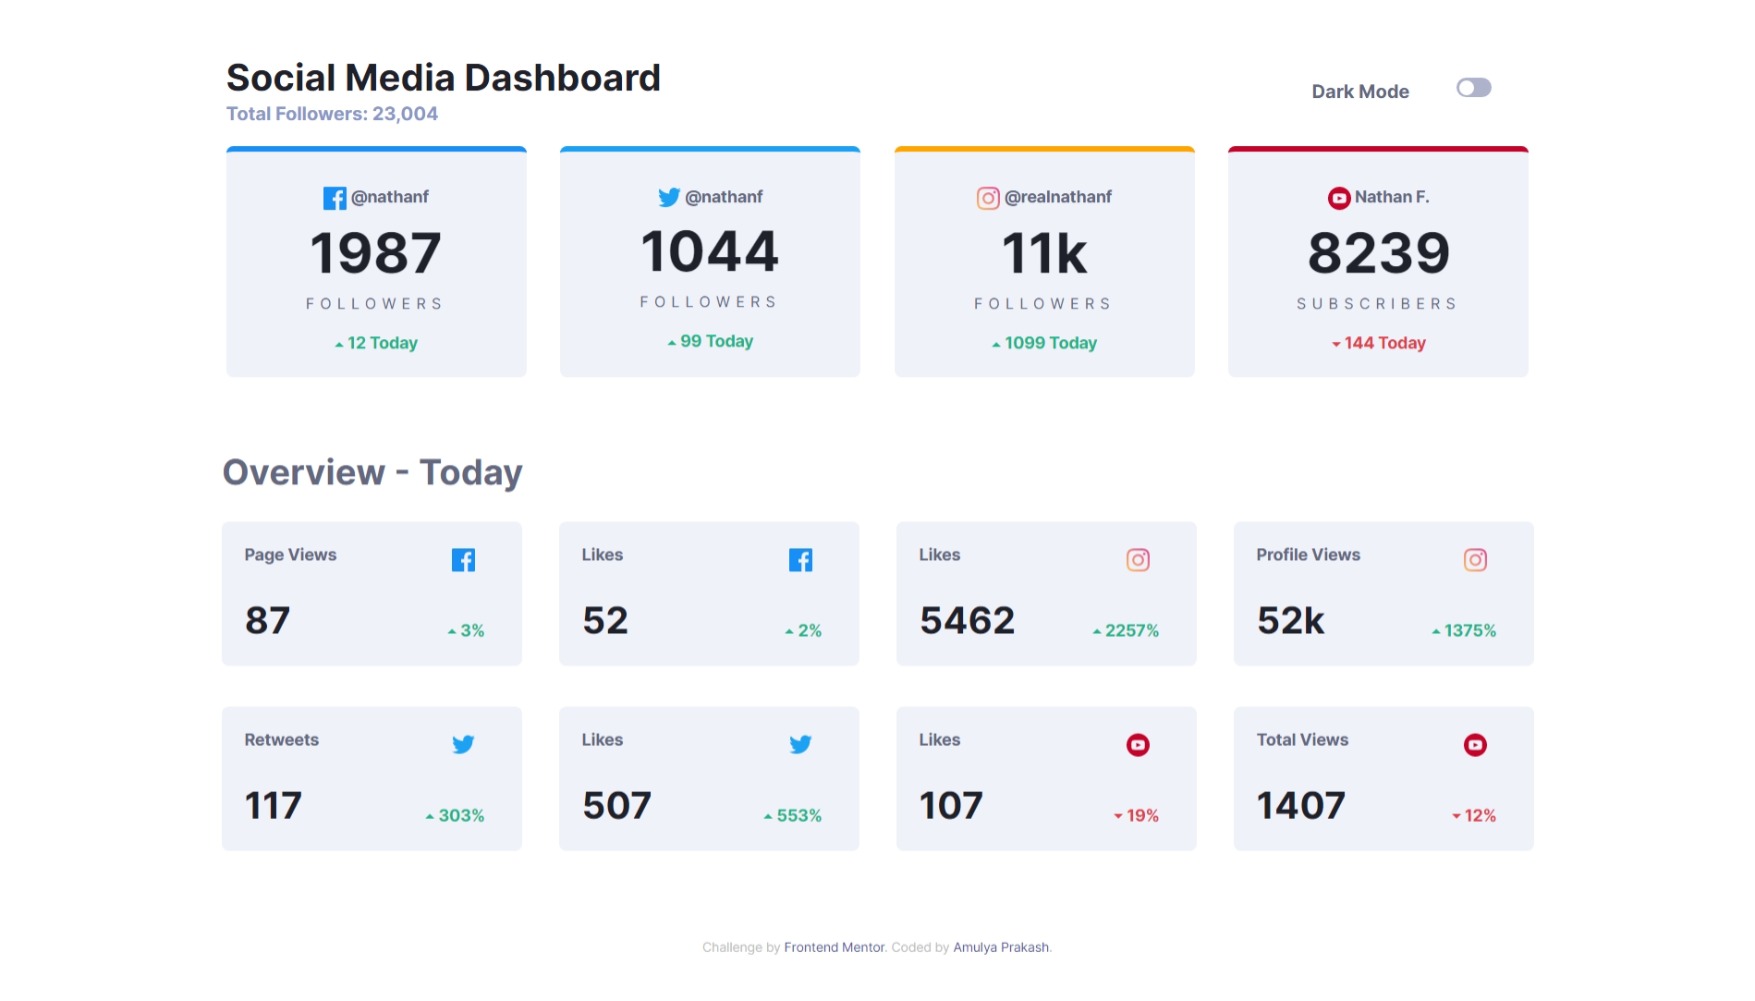 Social Media Dashboard
Total Followers: 23,004
Dark Mode
@nathanf
1987
FOLLOWERS
12 Today
@nathanf
1044
FOLLOWERS
99 Today
@realnathanf
11k
FOLLOWERS
1099 Today
Nathan F.
8239
SUBSCRIBERS
144 Today
Overview - Today
Page Views
87
3%
Likes
52
2%
Likes
5462
2257%
Profile Views
52k
1375%
Retweets
117
303%
Likes
507
553%
Likes
107
19%
Total Views
1407
12%
Challenge by Frontend Mentor. Coded by Amulya Prakash.